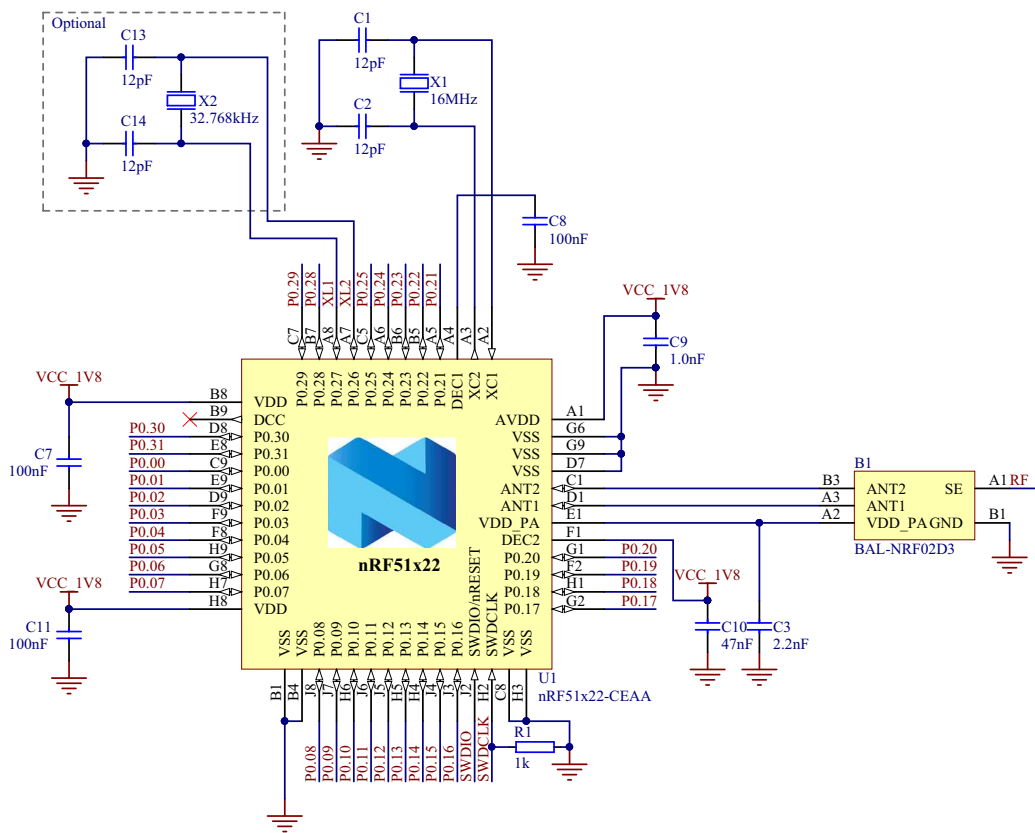 Optional
C13
12pF
X2
32.768kHz
C14
12pF
C1
12pF
X1
16MHz
C2
12pF
C8
100nF
P0.29
P0.28
XL1
XL2
P0.25
P0.24
P0.23
P0.22
P0.21
C7
B7
A8
A7
C5
A6
B6
B5
A5
A4
A3
A2
P0.29
P0.28
P0.27
P0.26
P0.25
P0.24
P0.23
P0.22
P0.21
DEC1
XC2
XC1
VCC_1V8
C7
100nF
VCC_1V8
C11
100nF
B8 VDD
B9 DCC
P0.30 D8 P0.30
P0.31 E8 P0.31
P0.00 C9 P0.00
P0.01 E9 P0.01
P0.02 D9 P0.02
P0.03 F9 P0.03
P0.04 F8 P0.04
P0.05 H9 P0.05
P0.06 G8 P0.06
P0.07 H7 P0.07
H8 VDD
nRF51x22
VCC_1V8
C9
1.0nF
AVDD A1
VSS G6
VSS G9
VSS D7
ANT2 C1
ANT1 D1
VDD_PA E1
DEC2 F1
P0.20 G1 P0.20
P0.19 F2 P0.19
P0.18 H1 P0.18
P0.17 G2 P0.17
B1
B3 ANT2 SE A1 RF
A3 ANT1
A2 VDD_PA GND B1
BAL-NRF02D3
VCC_1V8
C10
47nF
C3
2.2nF
VSS
VSS
P0.08
P0.09
P0.10
P0.11
P0.12
P0.13
P0.14
P0.15
P0.16
SWDIO/nRESET
SWDCLK
VSS
VSS
U1
nRF51x22-CEAA
B1
B4
J8
J7
H6
J6
J5
H5
H4
J4
J3
J2
H2
C8
H3
P0.08
P0.09
P0.10
P0.11
P0.12
P0.13
P0.14
P0.15
P0.16
SWDIO
SWDCLK
R1
1k